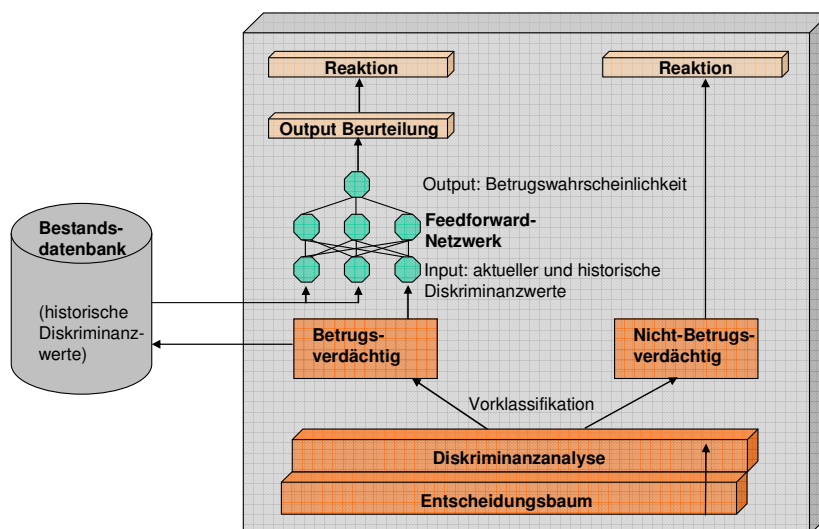 Reaktion
Reaktion
Output Beurteilung
Output: Betrugswahrscheinlichkeit
Feedforward-
Netzwerk
Input: aktueller und historische
Diskriminanzwerte
Bestands-
datenbank
(historische
Diskriminanz-
werte)
Betrugs-
verdächtig
Nicht-Betrugs-
verdächtig
Vorklassifikation
Diskriminanzanalyse
Entscheidungsbaum